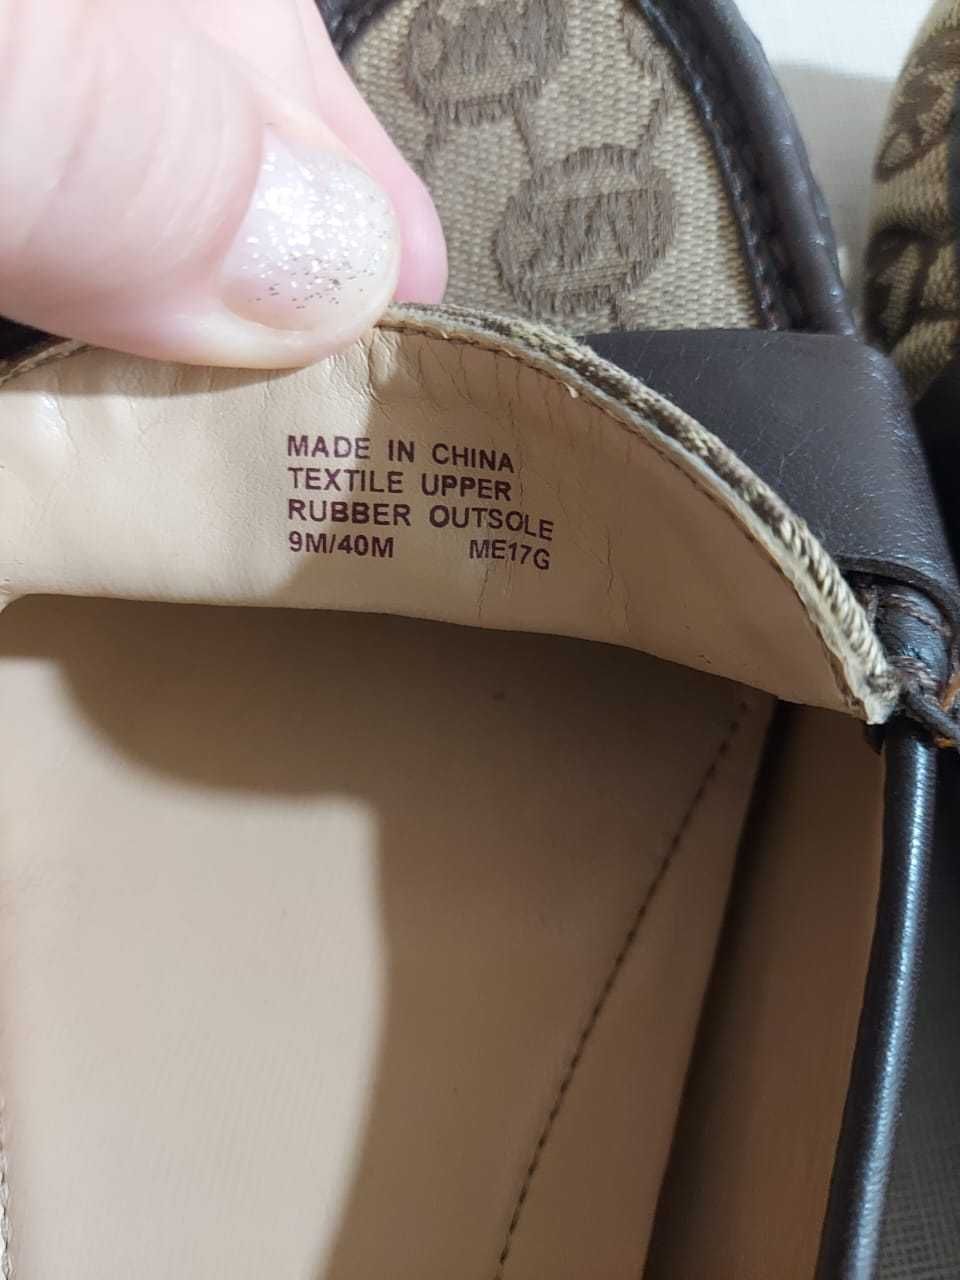 MADE IN CHINA
TEXTILE UPPER
RUBBER OUTSOLE
9M/40M ME17G